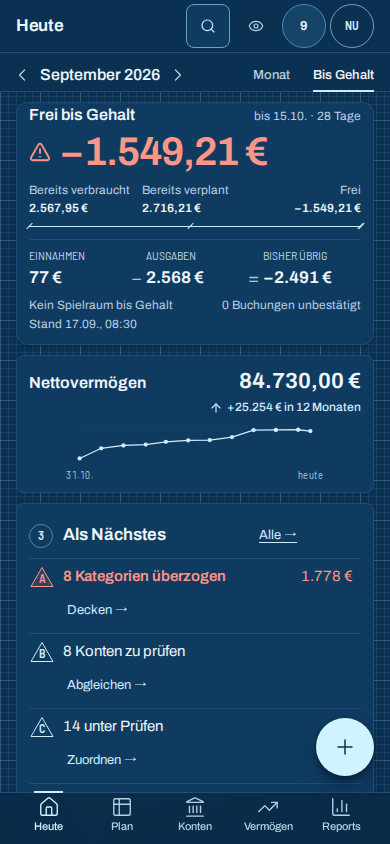 Heute
9
NU
September 2026
Monat
Bis Gehalt
Frei bis Gehalt
bis 15.10. · 28 Tage
−1.549,21 €
Bereits verbraucht Bereits verplant Frei
2.567,95 € 2.716,21 € −1.549,21 €
EINNAHMEN AUSGABEN BISHER ÜBRIG
77 € − 2.568 € = −2.491 €
Kein Spielraum bis Gehalt 0 Buchungen unbestätigt
Stand 17.09., 08:30
Nettovermögen 84.730,00 €
↑ +25.254 € in 12 Monaten
31.10. heute
3 Als Nächstes Alle →
A 8 Kategorien überzogen 1.778 €
Decken →
B 8 Konten zu prüfen
Abgleichen →
C 14 unter Prüfen
Zuordnen →
+
Heute Plan Konten Vermögen Reports